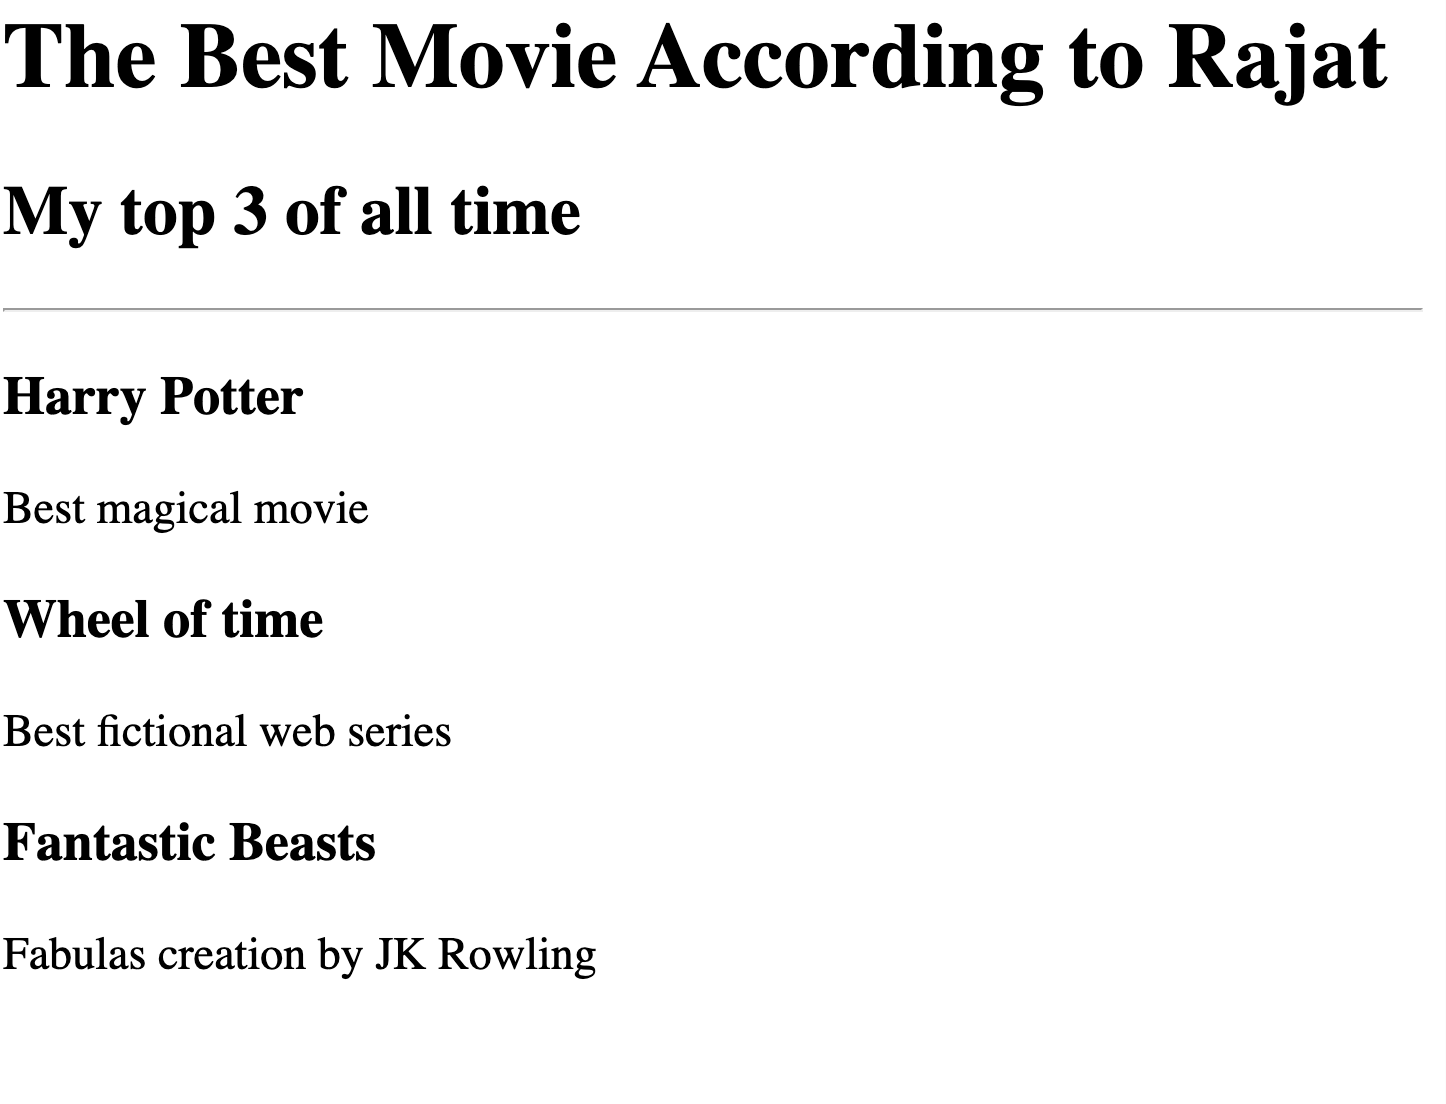 The Best Movie According to Rajat
My top 3 of all time
Harry Potter
Best magical movie
Wheel of time
Best fictional web series
Fantastic Beasts
Fabulas creation by JK Rowling